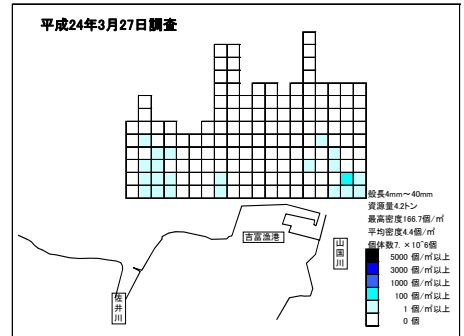 平成24年3月27日調査
殻長4mm～40mm
資源量4.2トン
最高密度166.7個/㎡
平均密度4.4個/㎡
個体数7. ×10^6個
5000 個/㎡以上
3000 個/㎡以上
1000 個/㎡以上
100 個/㎡以上
1 個/㎡以上
0 個
吉富漁港
山国川
佐井川